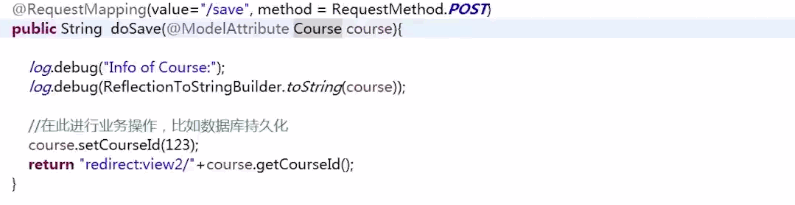 @RequestMapping(value="/save", method = RequestMethod.POST)
public String doSave(@ModelAttribute Course course){
log.debug("Info of Course:");
log.debug(ReflectionToStringBuilder.toString(course));
//在此进行业务操作，比如数据库持久化
course.setCourseId(123);
return "redirect:view2/"+course.getCourseId();
}